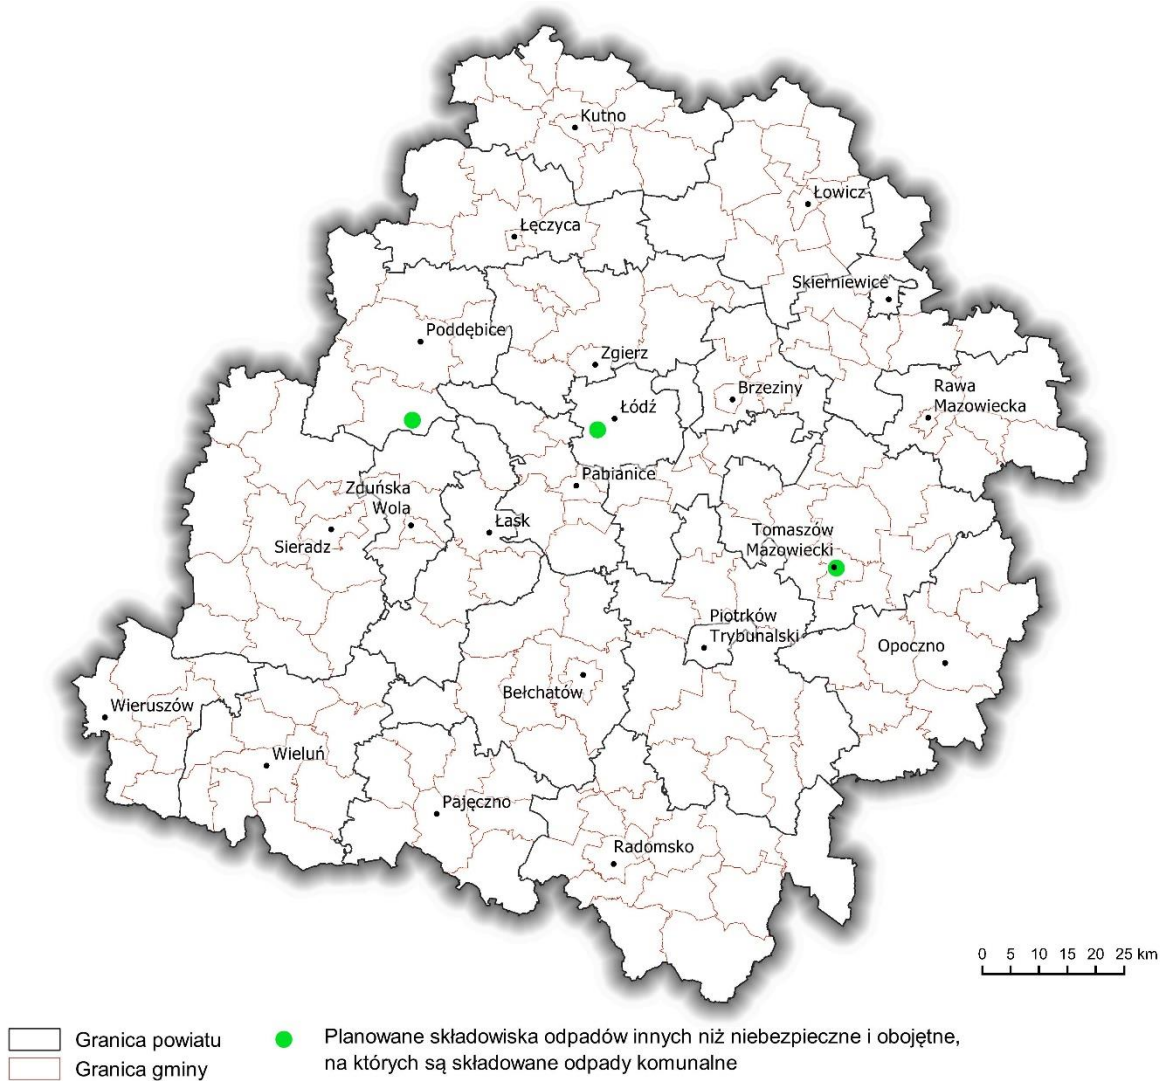 Kutno
Łowicz
Łęczyca
Skierniewice
Poddębice
Zgierz
Brzeziny
Rawa
Mazowiecka
Łódź
Pabianice
Zduńska
Wola
Łask
Sieradz
Tomaszów
Mazowiecki
Piotrków
Trybunalski
Opoczno
Bełchatów
Wieruszów
Wieluń
Pajęczno
Radomsko
0 5 10 15 20 25 km
Granica powiatu
Granica gminy
Planowane składowiska odpadów innych niż niebezpieczne i obojętne,
na których są składowane odpady komunalne